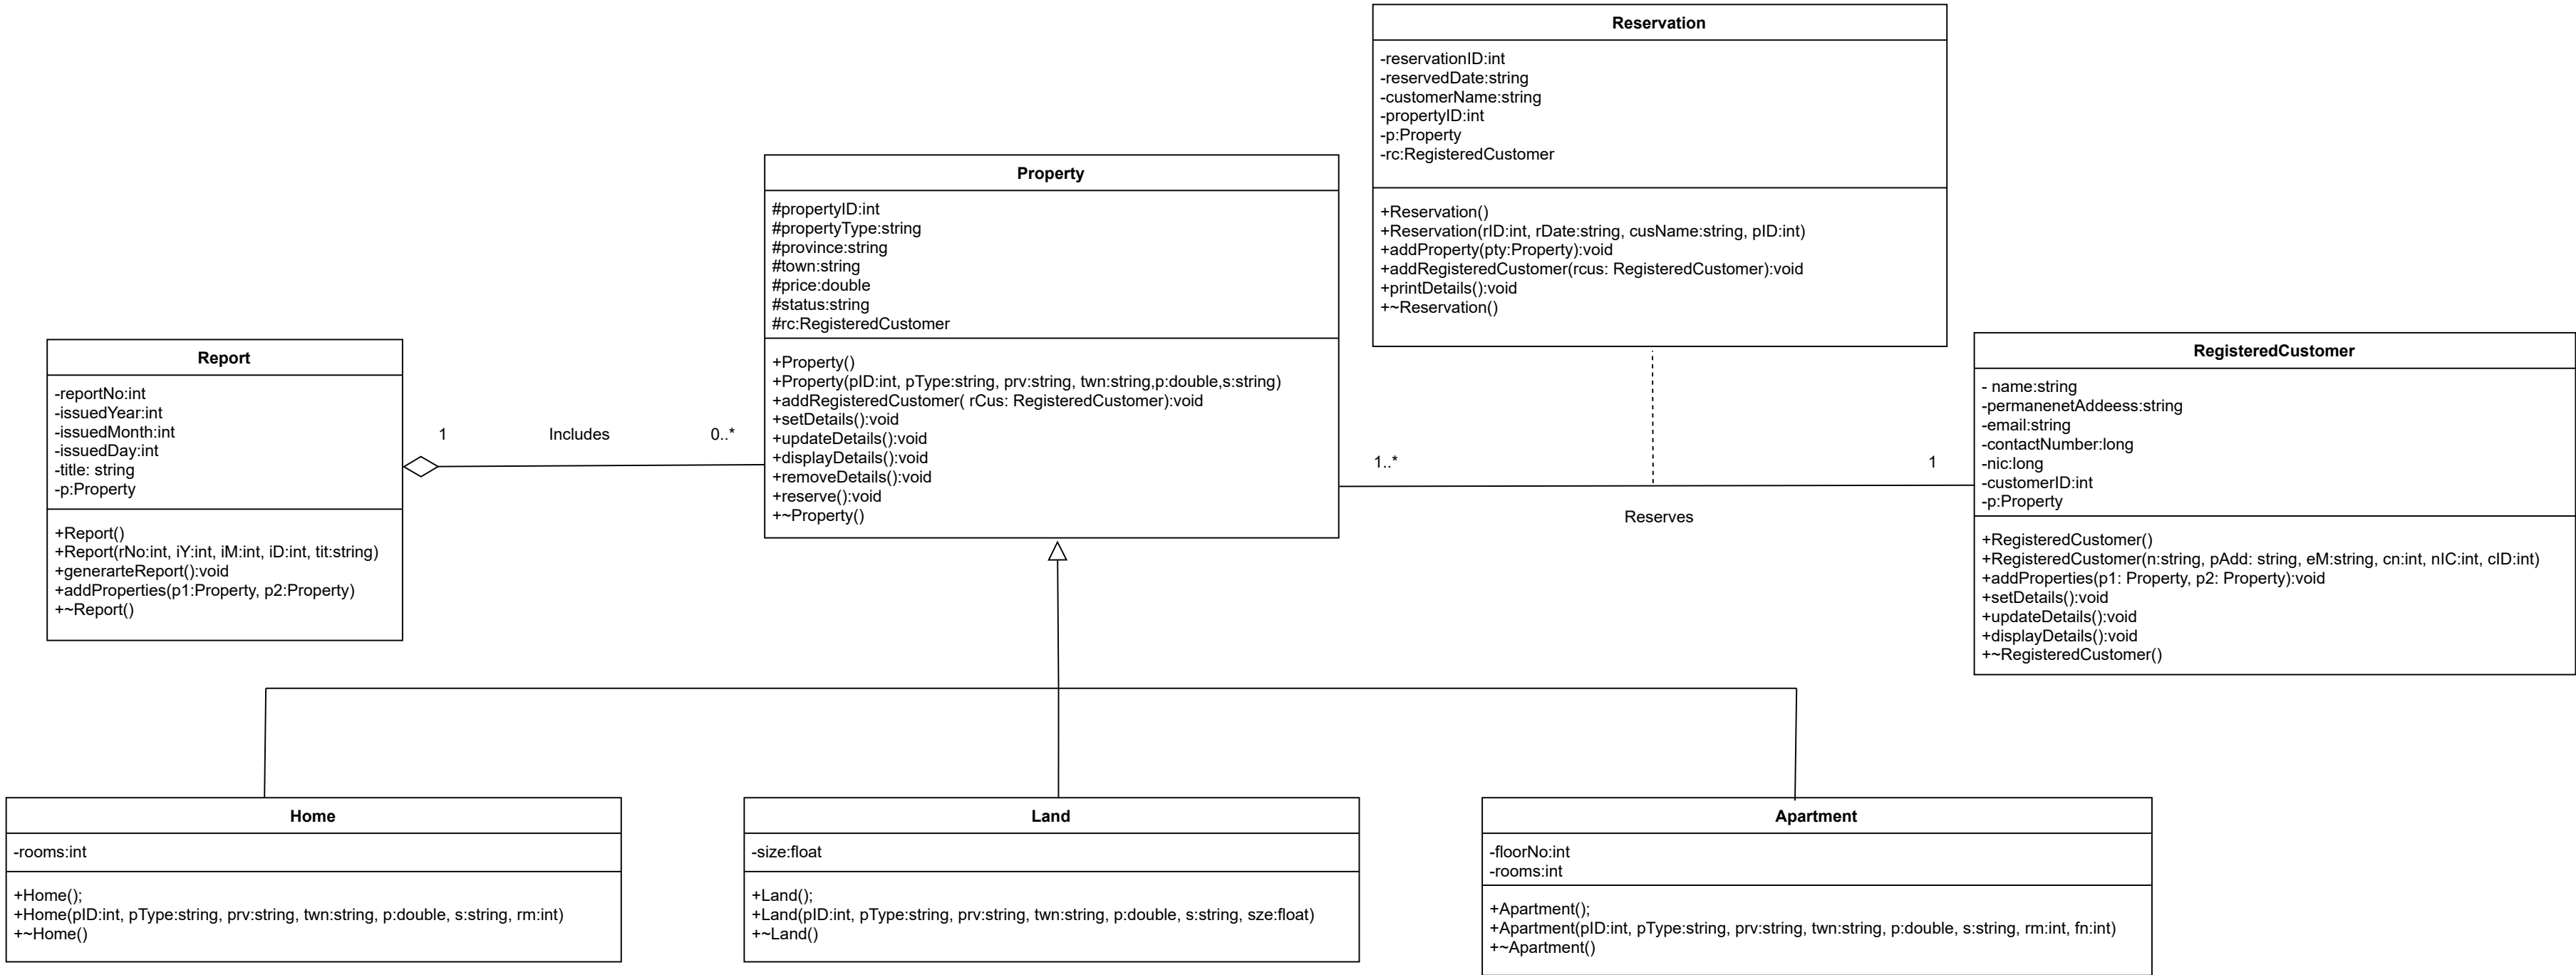 Reservation
-reservationID:int
-reservedDate:string
-customerName:string
-propertyID:int
-p:Property
-rc:RegisteredCustomer
+Reservation()
+Reservation(rID:int, rDate:string, cusName:string, pID:int)
+addProperty(pty:Property):void
+addRegisteredCustomer(rcus: RegisteredCustomer):void
+printDetails():void
+~Reservation()
Property
#propertyID:int
#propertyType:string
#province:string
#town:string
#price:double
#status:string
#rc:RegisteredCustomer
+Property()
+Property(pID:int, pType:string, prv:string, twn:string,p:double,s:string)
+addRegisteredCustomer( rCus: RegisteredCustomer):void
+setDetails():void
+updateDetails():void
+displayDetails():void
+removeDetails():void
+reserve():void
+~Property()
Report
-reportNo:int
-issuedYear:int
-issuedMonth:int
-issuedDay:int
-title: string
-p:Property
+Report()
+Report(rNo:int, iY:int, iM:int, iD:int, tit:string)
+generarteReport():void
+addProperties(p1:Property, p2:Property)
+~Report()
1
Includes
0..*
1..*
1
Reserves
RegisteredCustomer
- name:string
-permanenetAddeess:string
-email:string
-contactNumber:long
-nic:long
-customerID:int
-p:Property
+RegisteredCustomer()
+RegisteredCustomer(n:string, pAdd: string, eM:string, cn:int, nIC:int, cID:int)
+addProperties(p1: Property, p2: Property):void
+setDetails():void
+updateDetails():void
+displayDetails():void
+~RegisteredCustomer()
Home
-rooms:int
+Home();
+Home(pID:int, pType:string, prv:string, twn:string, p:double, s:string, rm:int)
+~Home()
Land
-size:float
+Land();
+Land(pID:int, pType:string, prv:string, twn:string, p:double, s:string, sze:float)
+~Land()
Apartment
-floorNo:int
-rooms:int
+Apartment();
+Apartment(pID:int, pType:string, prv:string, twn:string, p:double, s:string, rm:int, fn:int)
+~Apartment()